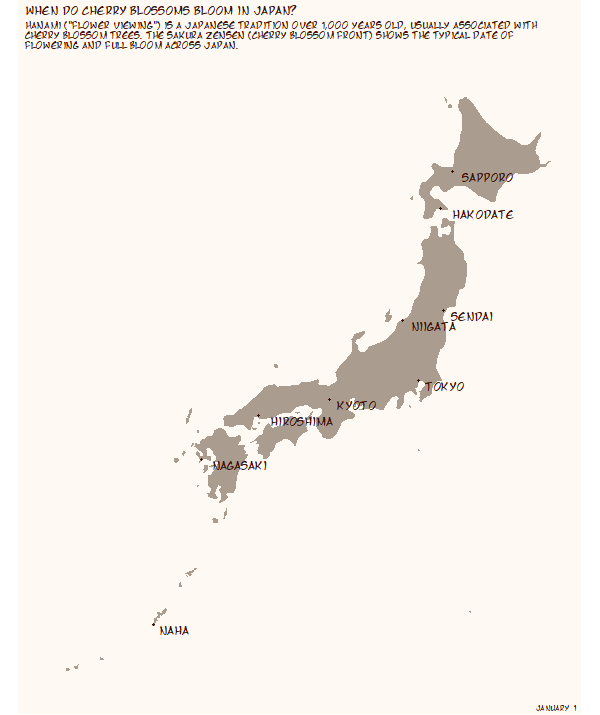 WHEN DO CHERRY BLOSSOMS BLOOM IN JAPAN?
HANAMI ("FLOWER VIEWING") IS A JAPANESE TRADITION OVER 1,000 YEARS OLD, USUALLY ASSOCIATED WITH
CHERRY BLOSSOM TREES. THE SAKURA ZENSEN (CHERRY BLOSSOM FRONT) SHOWS THE TYPICAL DATE OF
FLOWERING AND FULL BLOOM ACROSS JAPAN.
SAPPORO
HAKODATE
SENDAI
NIIGATA
TOKYO
KYOTO
HIROSHIMA
NAGASAKI
NAHA
JANUARY 1